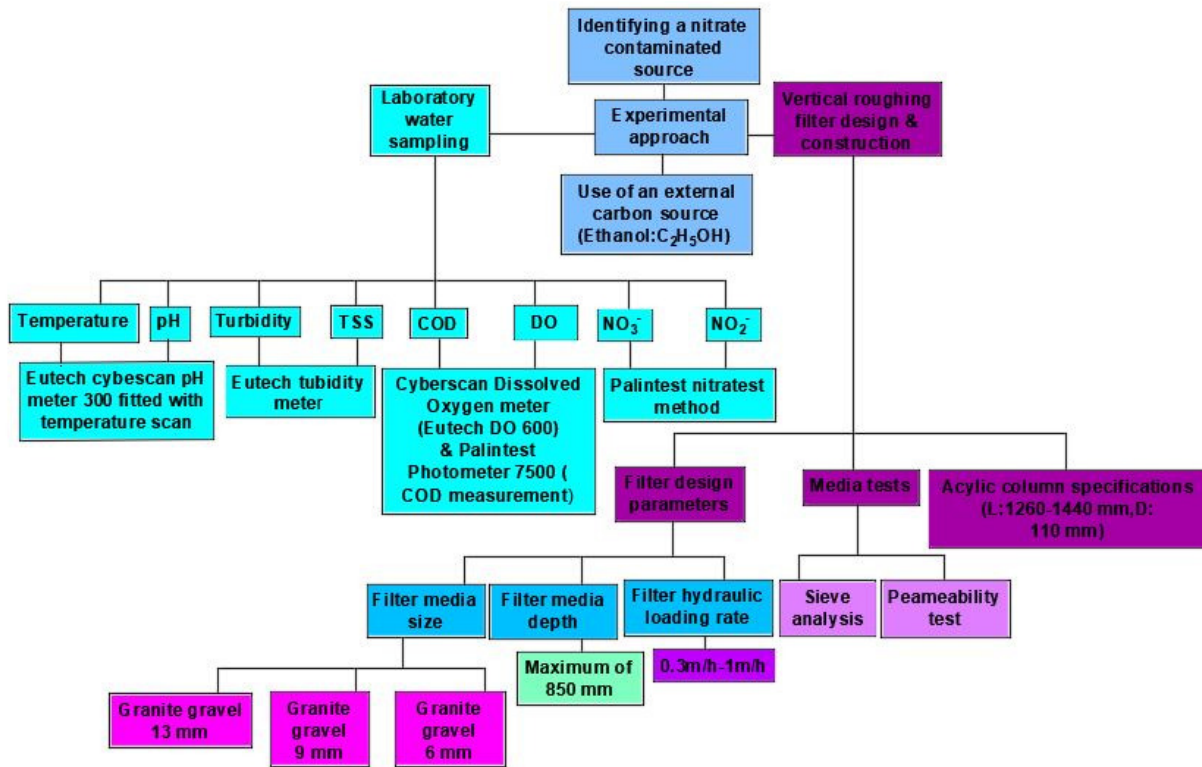 Identifying a nitrate
contaminated
source
Laboratory
water
sampling
Experimental
approach
Vertical roughing
filter design &
construction
Use of an external
carbon source
(Ethanol:C₂H₅OH)
Temperature
pH
Turbidity
TSS
COD
DO
NO₃⁻
NO₂⁻
Eutech cybescan pH
meter 300 fitted with
temperature scan
Eutech tubidity
meter
Cyberscan Dissolved
Oxygen meter
(Eutech DO 600)
& Palintest
Photometer 7500 (
COD measurement)
Palintest nitratest
method
Filter design
parameters
Media tests
Acylic column specifications
(L:1260-1440 mm,D:
110 mm)
Filter media
size
Filter media
depth
Filter hydraulic
loading rate
Sieve
analysis
Peameability
test
Maximum of
850 mm
0.3m/h-1m/h
Granite gravel
13 mm
Granite
gravel
9 mm
Granite
gravel
6 mm